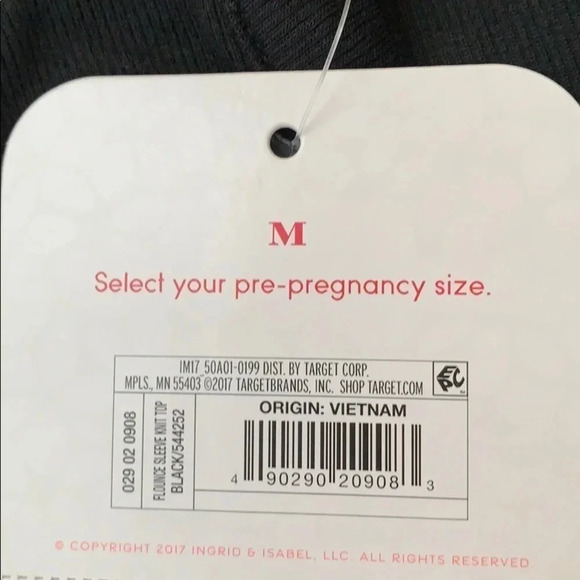 M
Select your pre-pregnancy size.
IM17_50A01-0199 DIST. BY TARGET CORP.
MPLS., MN 55403 ©2017 TARGETBRANDS, INC. SHOP TARGET.COM
EPC
029 02 0908
FLOUNCE SLEEVE KNIT TOP
BLACK/544252
ORIGIN: VIETNAM
4 90290 20908 3
© COPYRIGHT 2017 INGRID & ISABEL, LLC. ALL RIGHTS RESERVED